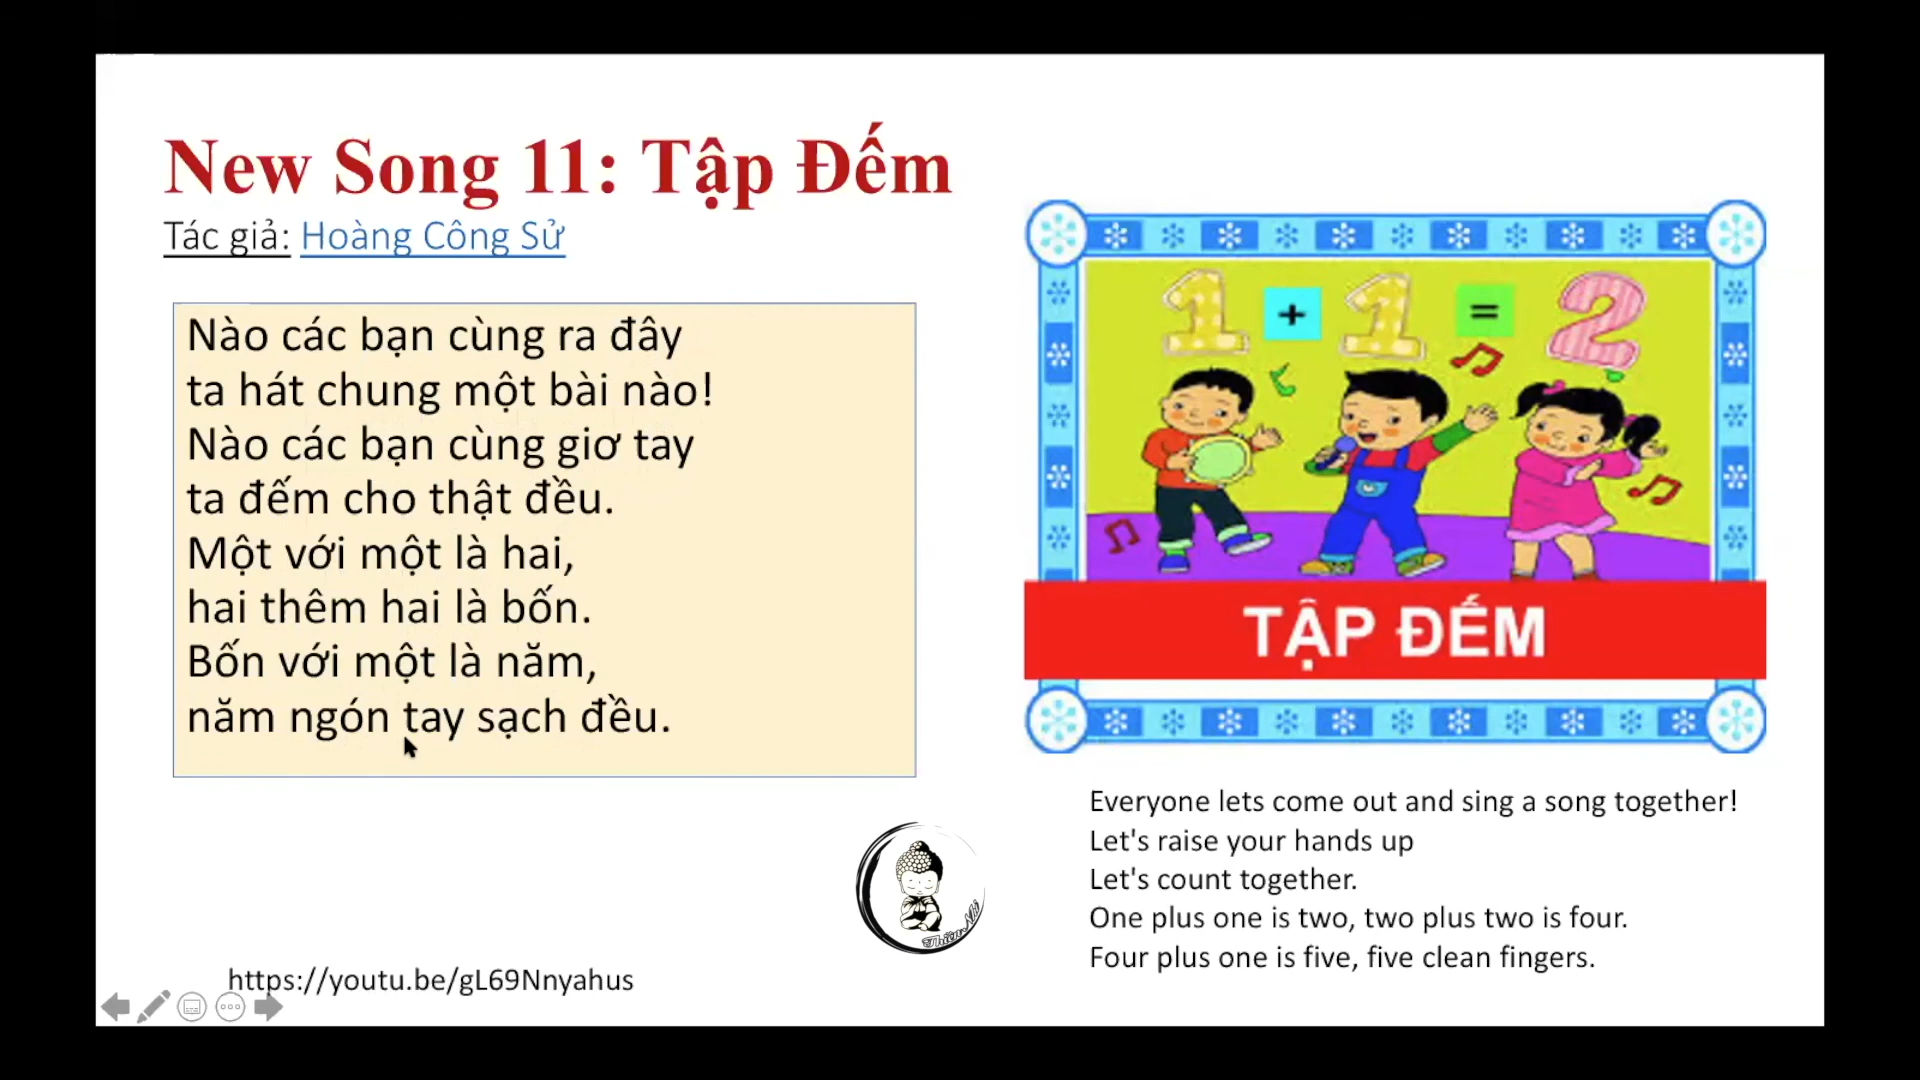 New Song 11: Tập Đếm
Tác giả: Hoàng Công Sử
Nào các bạn cùng ra đây
ta hát chung một bài nào!
Nào các bạn cùng giơ tay
ta đếm cho thật đều.
Một với một là hai,
hai thêm hai là bốn.
Bốn với một là năm,
năm ngón tay sạch đều.
1 + 1 = 2
TẬP ĐẾM
Everyone lets come out and sing a song together!
Let's raise your hands up
Let's count together.
One plus one is two, two plus two is four.
Four plus one is five, five clean fingers.
Thiền Nhi
https://youtu.be/gL69Nnyahus